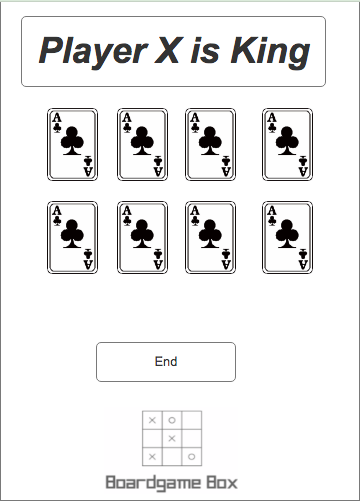 Player X is King
A A A A
A A A A
A A A A
A A A A
End
X O
X
X O
Boardgame Box